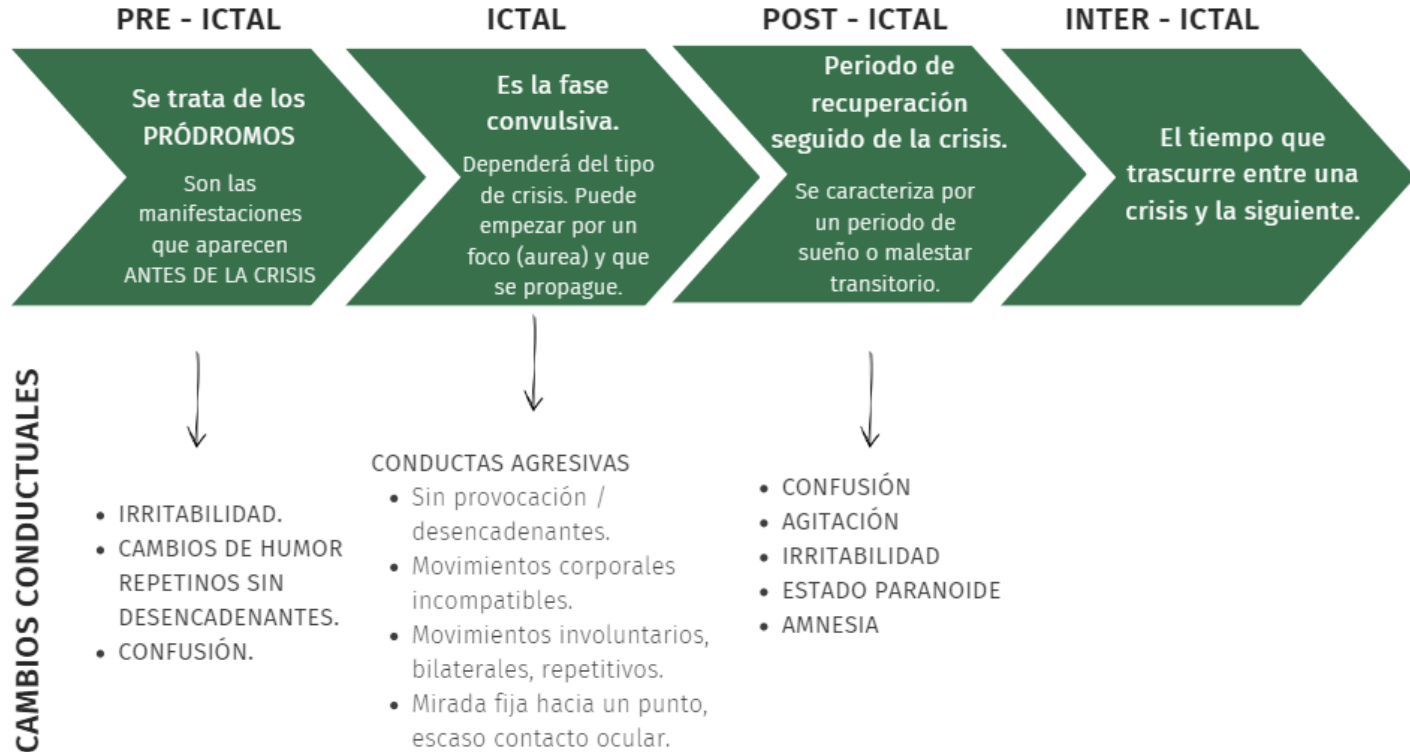 PRE - ICTAL
Se trata de los
PRÓDROMOS
Son las
manifestaciones
que aparecen
ANTES DE LA CRISIS
ICTAL
Es la fase
convulsiva.
Dependerá del tipo
de crisis. Puede
empezar por un
foco (aurea) y que
se propague.
POST - ICTAL
Periodo de
recuperación
seguido de la crisis.
Se caracteriza por
un periodo de
sueño o malestar
transitorio.
INTER - ICTAL
El tiempo que
trascurre entre una
crisis y la siguiente.
CAMBIOS CONDUCTUALES
• IRRITABILIDAD.
• CAMBIOS DE HUMOR
REPETINOS SIN
DESENCADENANTES.
• CONFUSIÓN.
CONDUCTAS AGRESIVAS
• Sin provocación /
desencadenantes.
• Movimientos corporales
incompatibles.
• Movimientos involuntarios,
bilaterales, repetitivos.
• Mirada fija hacia un punto,
escaso contacto ocular.
• CONFUSIÓN
• AGITACIÓN
• IRRITABILIDAD
• ESTADO PARANOIDE
• AMNESIA